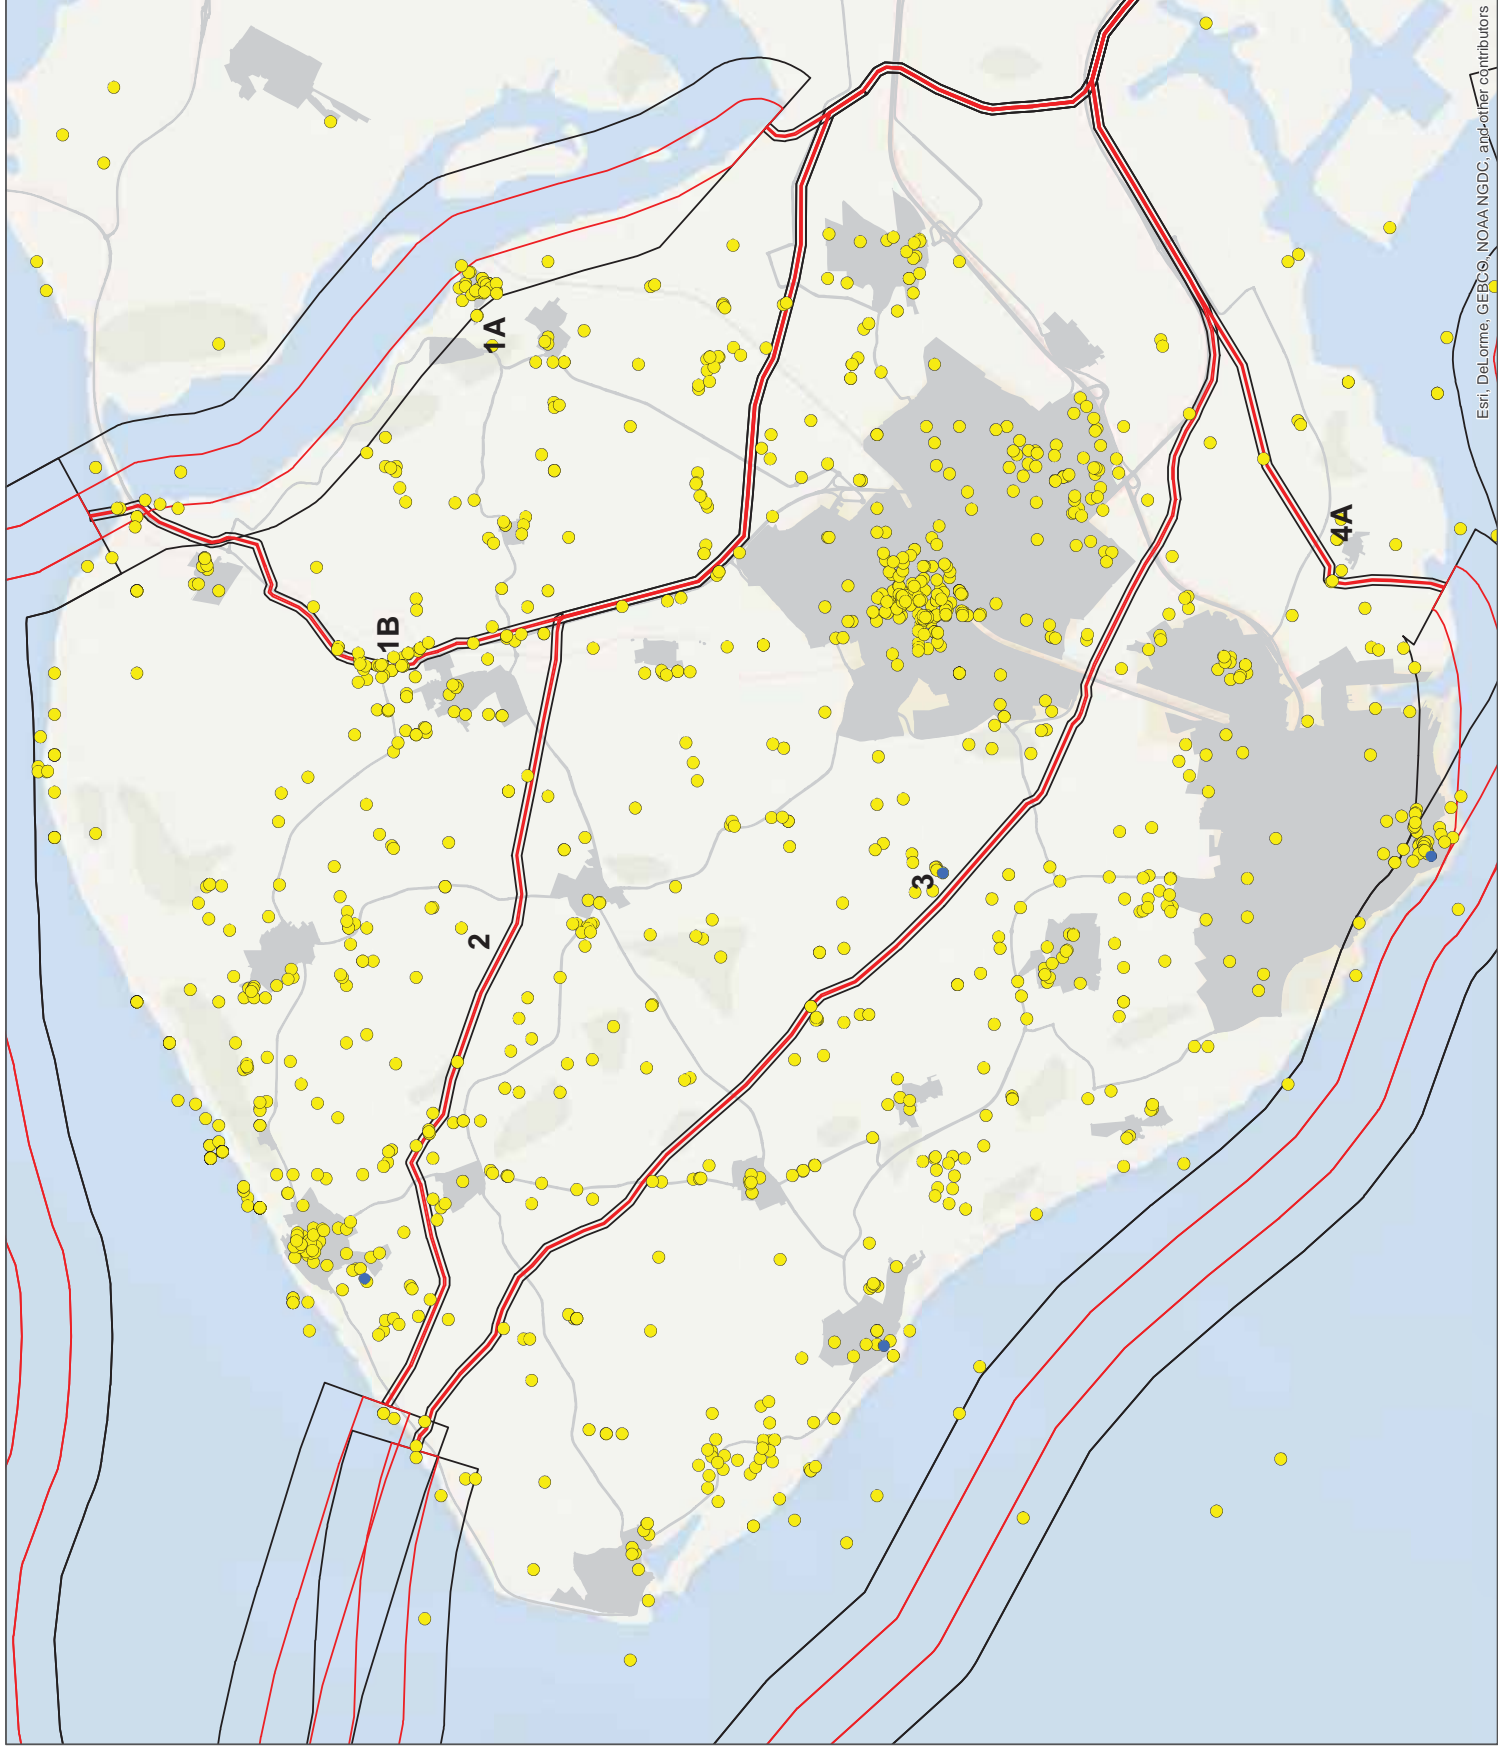 1A
1B
2
3
4A
Esri, DeLorme, GEBCO, NOAA NGDC, and other contributors